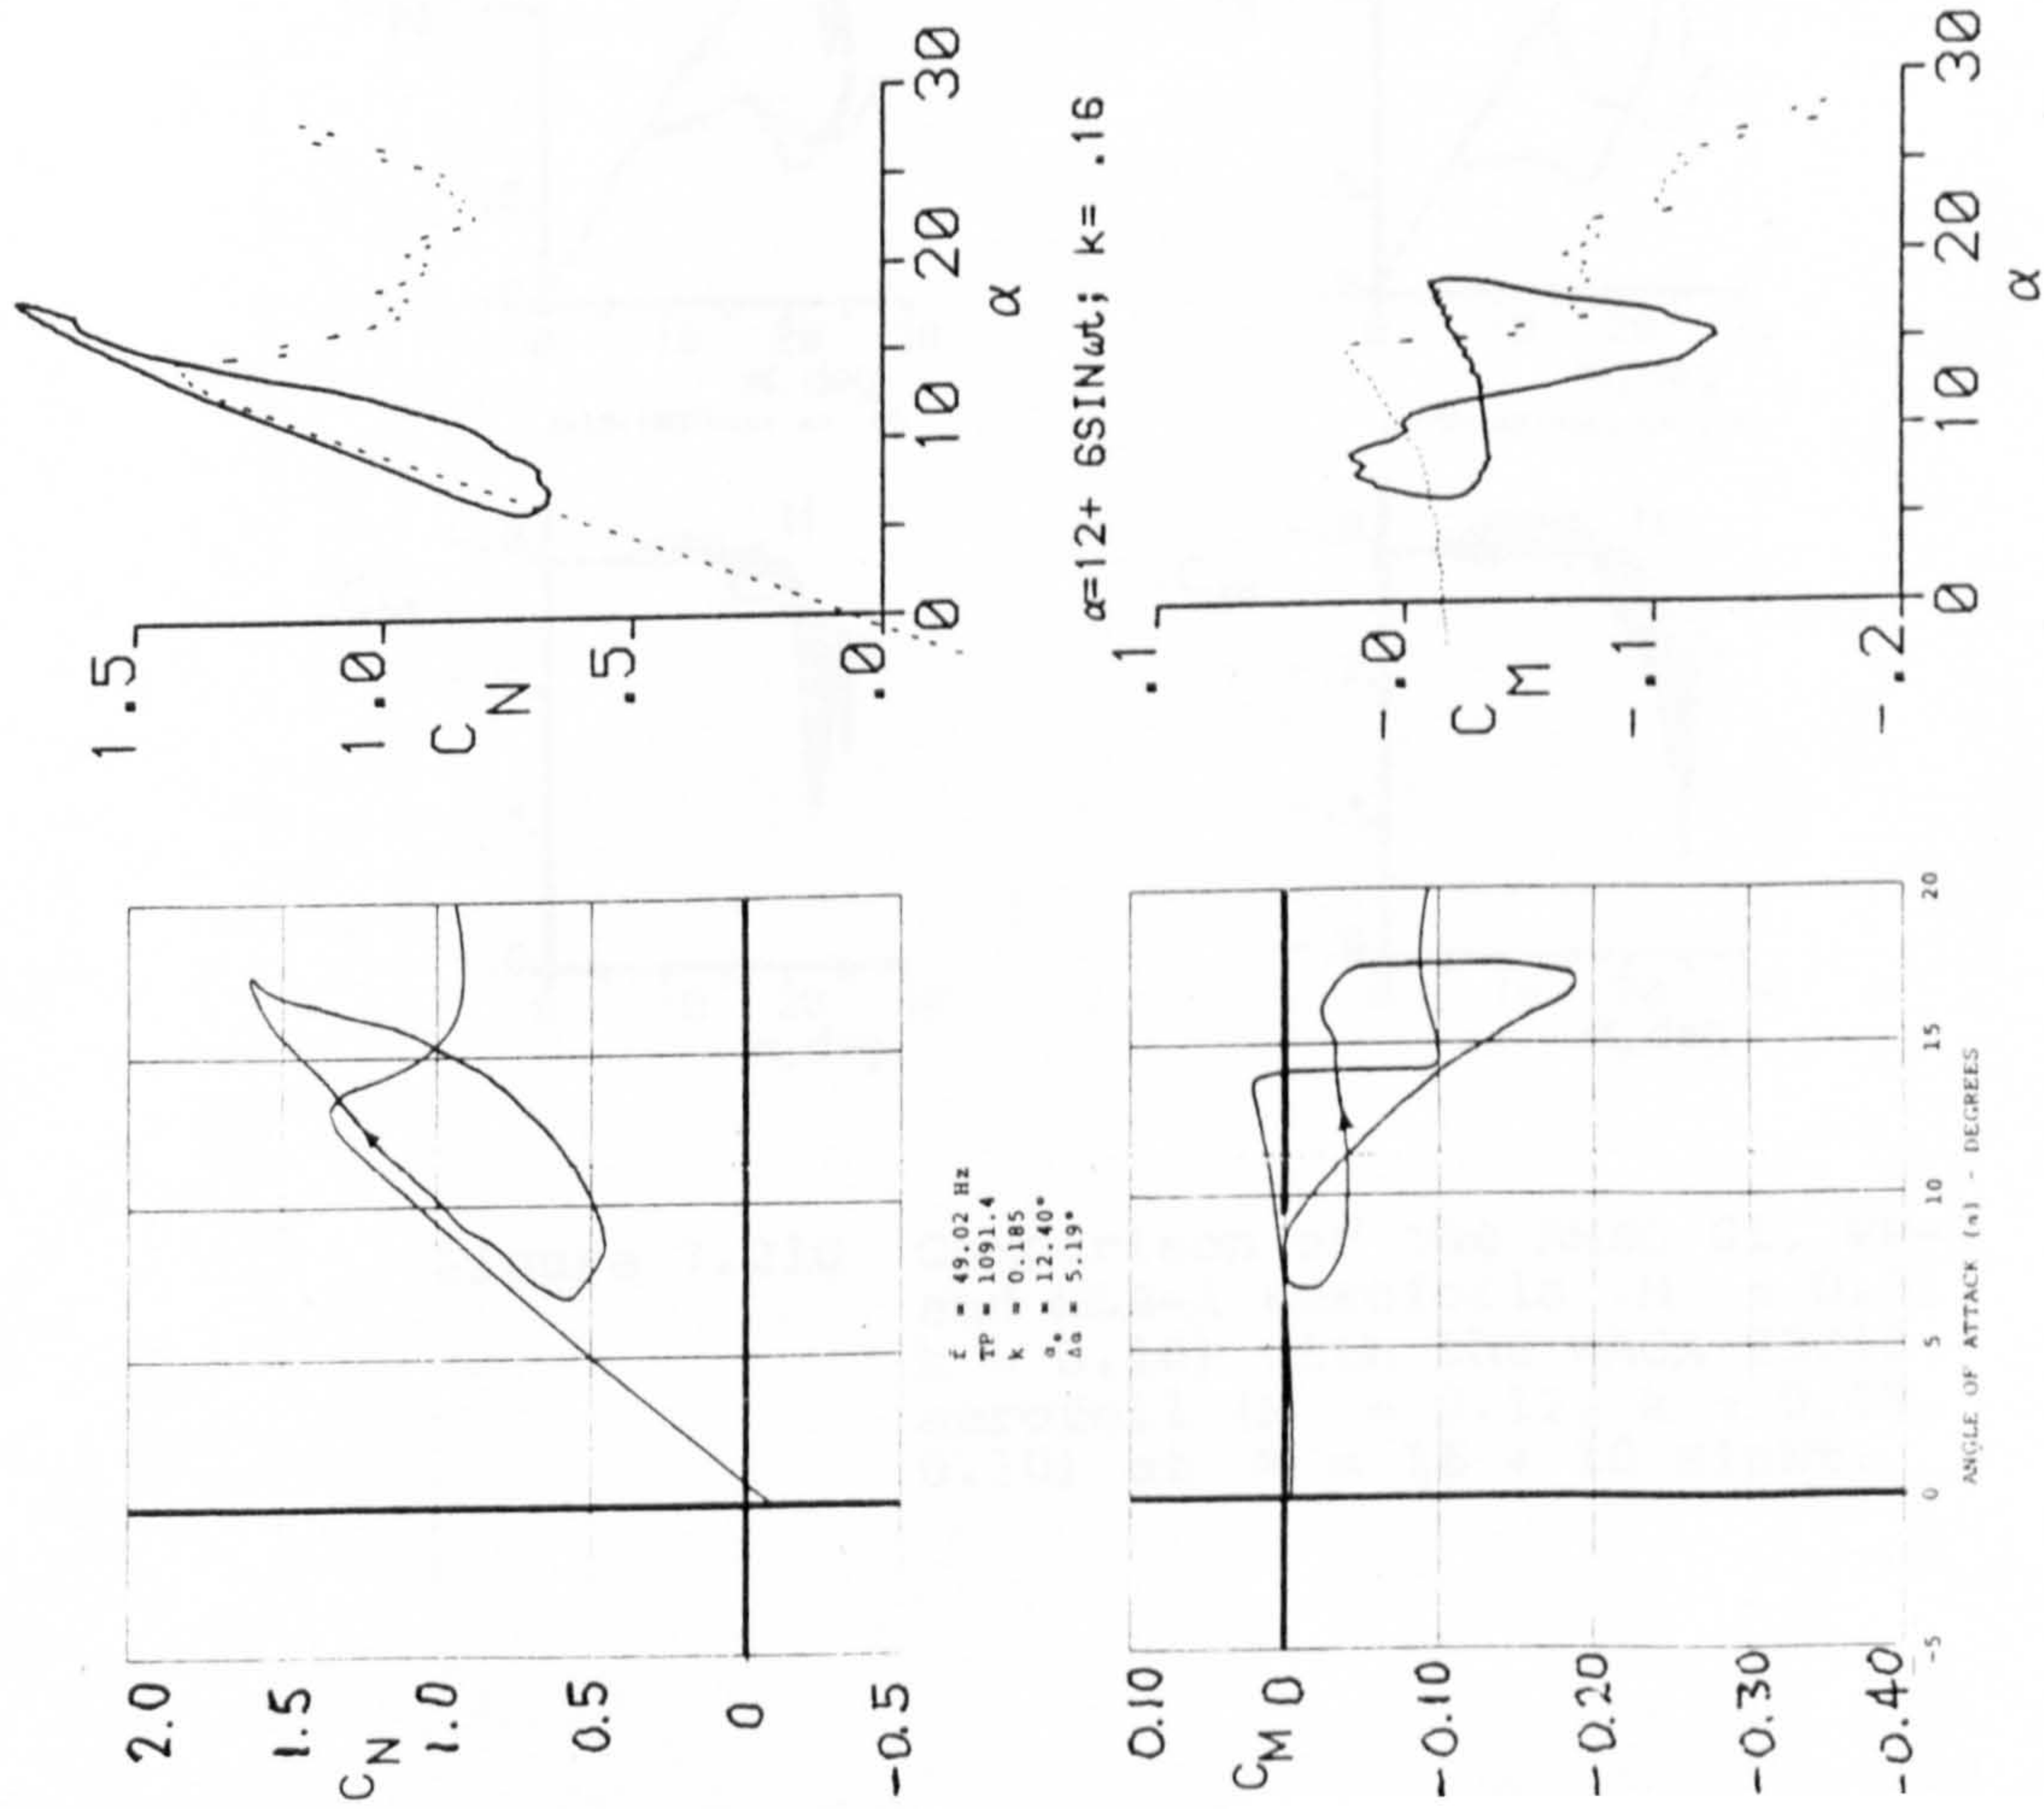 2.0
1.5
C N
1.0
0.5
0
-0.5
f = 49.02 Hz
TP = 1091.4
k = 0.185
αo = 12.40°
Δα = 5.19°
0.10
C M 0
-0.10
-0.20
-0.30
-0.40
-5 0 5 10 15 20
ANGLE OF ATTACK (α) - DEGREES
1.5
1.0
C N
.5
.0
0 10 20 30
α
α=12+ 6SINωt; k= .16
.1
-.0
C M
-.1
-.2
0 10 20 30
α